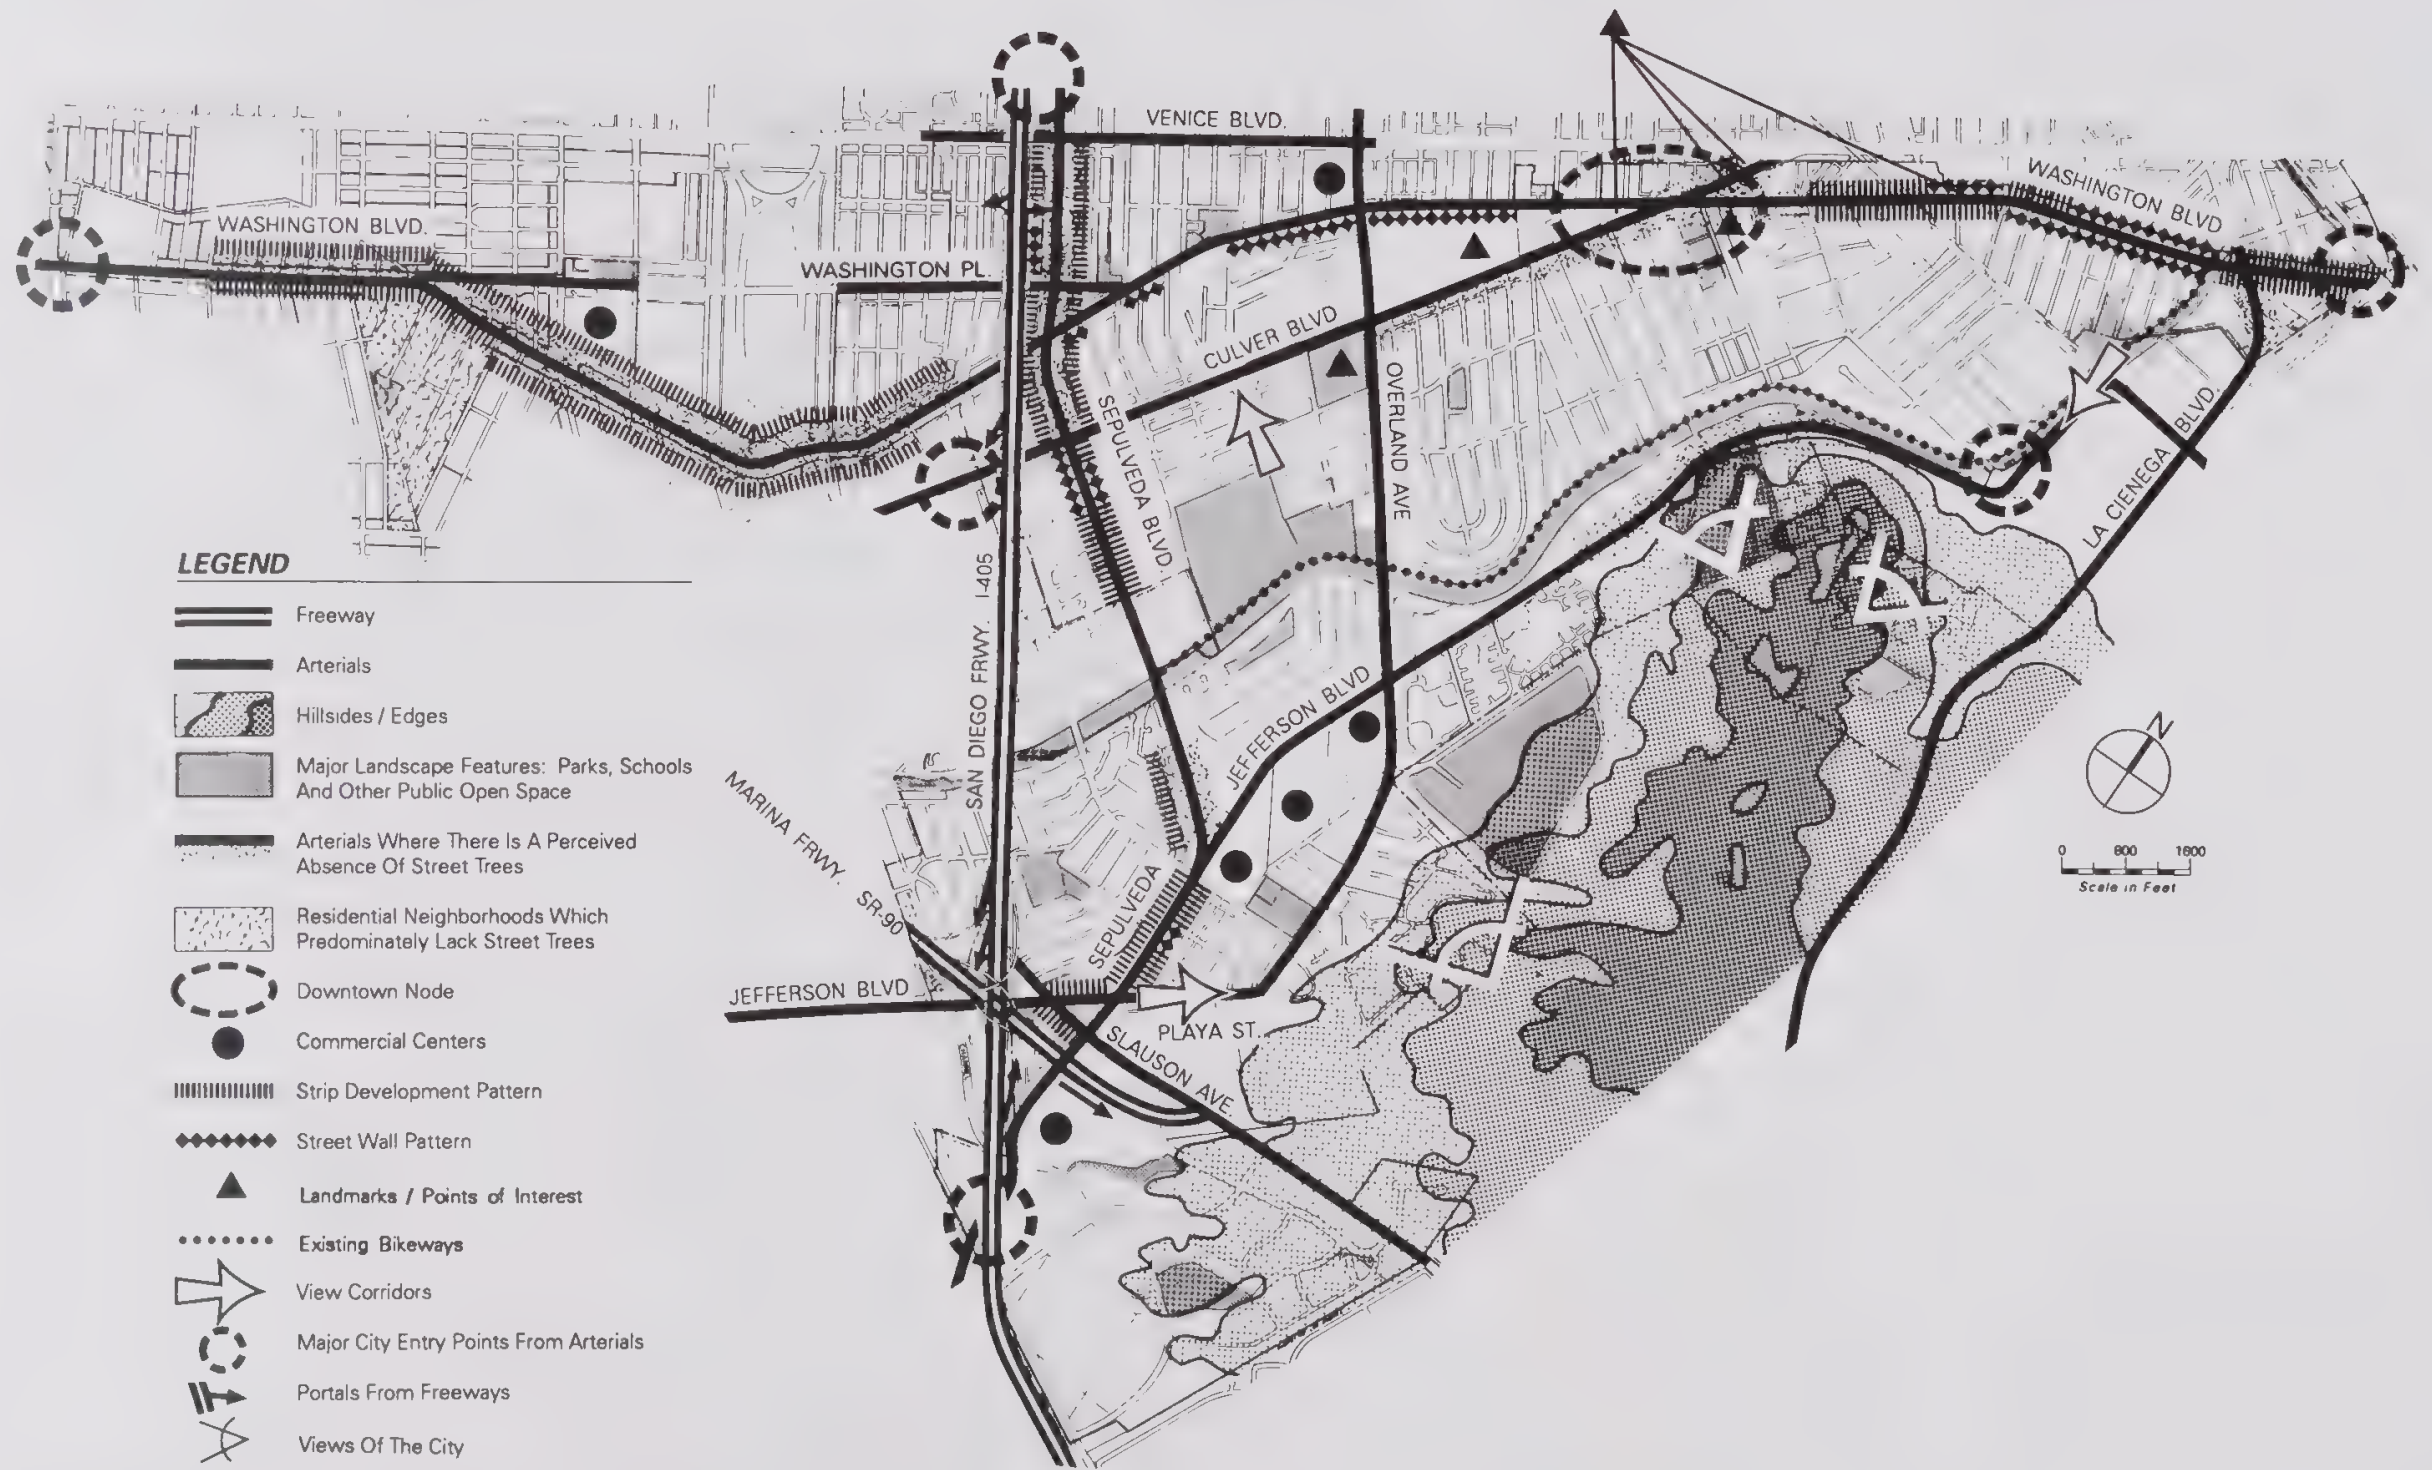 VENICE BLVD.
WASHINGTON BLVD.
WASHINGTON BLVD
WASHINGTON PL.
CULVER BLVD
SEPULVEDA BLVD.
OVERLAND AVE
LA CIENEGA BLVD.
SAN DIEGO FRWY. I-405
JEFFERSON BLVD
MARINA FRWY. SR-90
SEPULVEDA
JEFFERSON BLVD
PLAYA ST.
SLAUSON AVE.
N
0 800 1600
Scale in Feet
LEGEND
Freeway
Arterials
Hillsides / Edges
Major Landscape Features: Parks, Schools
And Other Public Open Space
Arterials Where There Is A Perceived
Absence Of Street Trees
Residential Neighborhoods Which
Predominately Lack Street Trees
Downtown Node
Commercial Centers
Strip Development Pattern
Street Wall Pattern
Landmarks / Points of Interest
Existing Bikeways
View Corridors
Major City Entry Points From Arterials
Portals From Freeways
Views Of The City